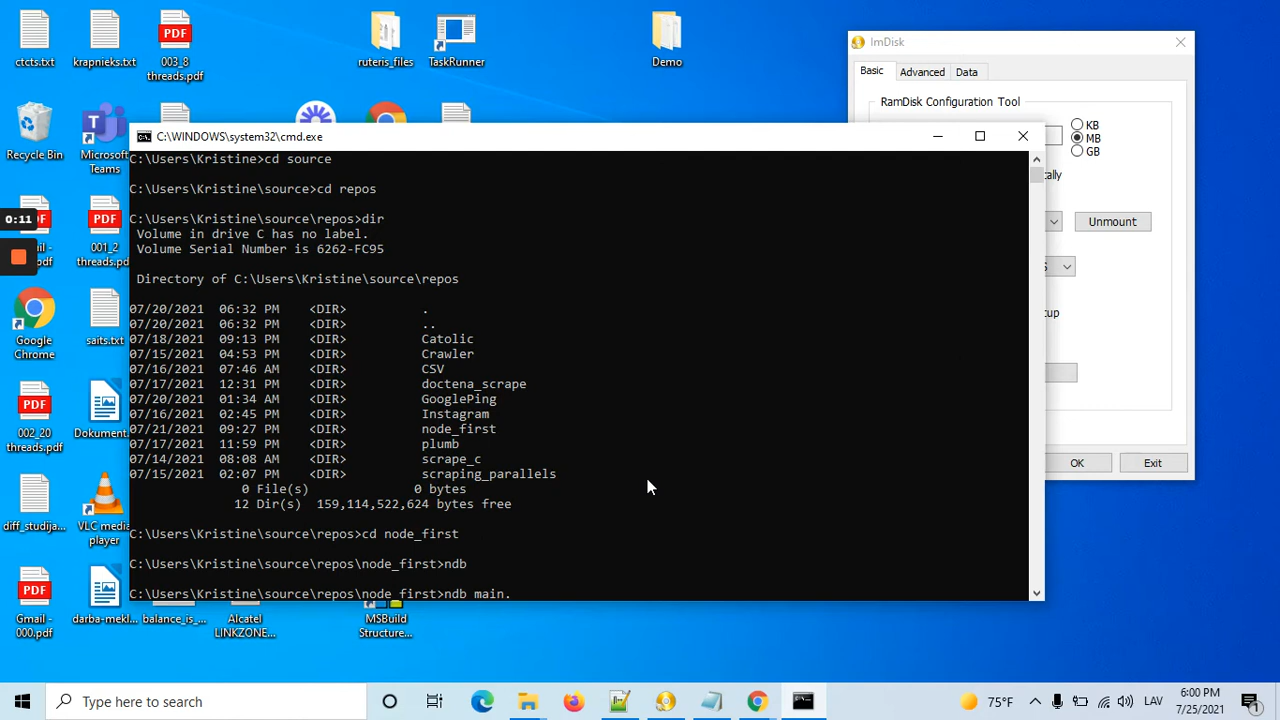 ctcts.txt
krapnieks.txt
003_8
threads.pdf
ruteris_files
TaskRunner
Demo
ImDisk
Basic
Advanced
Data
RamDisk Configuration Tool
KB
MB
GB
Unmount
OK
Exit
Recycle Bin
Microsoft
Teams
0:11
001_2
Google
Chrome
saits.txt
002_20
threads.pdf
Dokument...
diff_studija...
VLC media
player
Gmail -
000.pdf
darba-mekl...
balance_is_...
Alcatel
LINKZONE...
MSBuild
Structure...
C:\WINDOWS\system32\cmd.exe
C:\Users\Kristine>cd source
C:\Users\Kristine\source>cd repos
C:\Users\Kristine\source\repos>dir
Volume in drive C has no label.
Volume Serial Number is 6262-FC95
Directory of C:\Users\Kristine\source\repos
07/20/2021 06:32 PM <DIR> .
07/20/2021 06:32 PM <DIR> ..
07/18/2021 09:13 PM <DIR> Catolic
07/15/2021 04:53 PM <DIR> Crawler
07/16/2021 07:46 AM <DIR> CSV
07/17/2021 12:31 PM <DIR> doctena_scrape
07/20/2021 01:34 AM <DIR> GooglePing
07/16/2021 02:45 PM <DIR> Instagram
07/21/2021 09:27 PM <DIR> node_first
07/17/2021 11:59 PM <DIR> plumb
07/14/2021 08:08 AM <DIR> scrape_c
07/15/2021 02:07 PM <DIR> scraping_parallels
0 File(s) 0 bytes
12 Dir(s) 159,114,522,624 bytes free
C:\Users\Kristine\source\repos>cd node_first
C:\Users\Kristine\source\repos\node_first>ndb
C:\Users\Kristine\source\repos\node_first>ndb main.
Type here to search
75°F
LAV
6:00 PM
7/25/2021